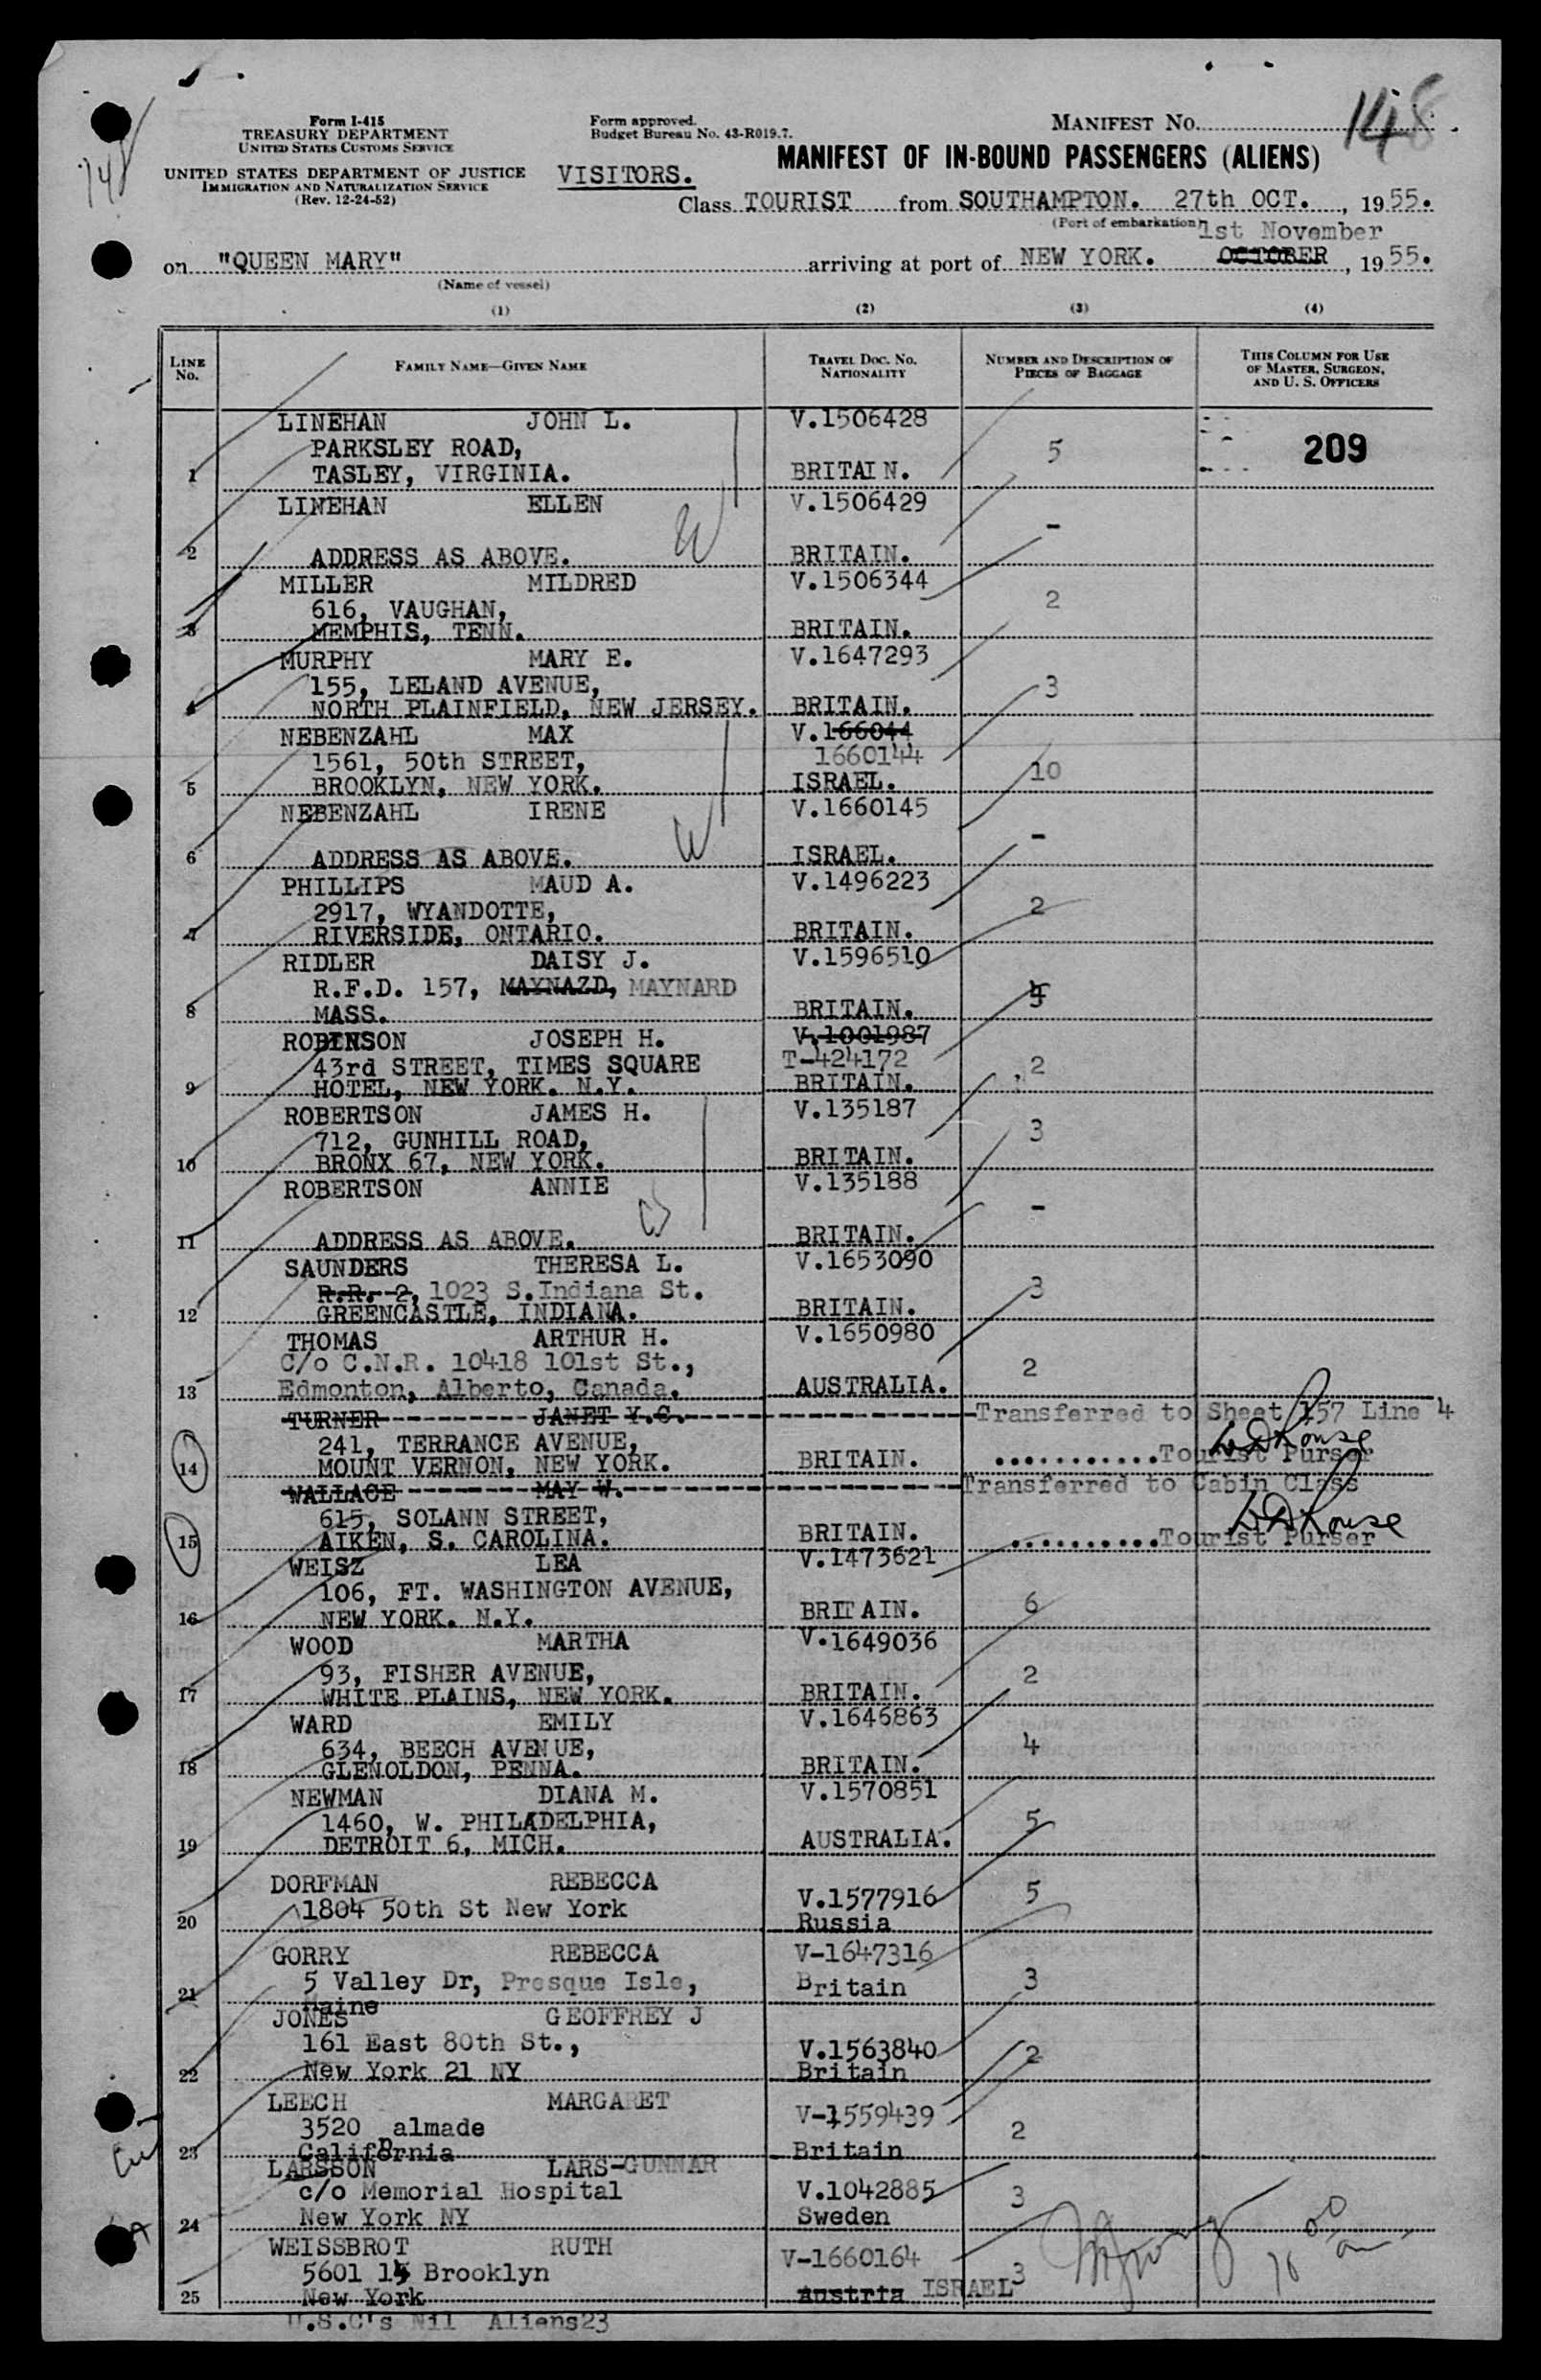 148
148
Form I-415
TREASURY DEPARTMENT
UNITED STATES CUSTOMS SERVICE
UNITED STATES DEPARTMENT OF JUSTICE
IMMIGRATION AND NATURALIZATION SERVICE
(Rev. 12-24-52)
Form approved.
Budget Bureau No. 43-R019.7.
MANIFEST NO.
MANIFEST OF IN-BOUND PASSENGERS (ALIENS)
VISITORS.
Class TOURIST from SOUTHAMPTON. 27th OCT., 1955.
(Port of embarkation)
1st November
on "QUEEN MARY" arriving at port of NEW YORK. OCTOBER, 1955.
(Name of vessel)
(1) (2) (3) (4)
LINE No. FAMILY NAME—GIVEN NAME TRAVEL DOC. NO. NATIONALITY NUMBER AND DESCRIPTION OF PIECES OF BAGGAGE THIS COLUMN FOR USE OF MASTER, SURGEON, AND U. S. OFFICERS
LINEHAN JOHN L. V.1506428
PARKSLEY ROAD, 5 209
1 TASLEY, VIRGINIA. BRITAIN.
LINEHAN ELLEN V.1506429
W -
2 ADDRESS AS ABOVE. BRITAIN.
MILLER MILDRED V.1506344
616, VAUGHAN, 2
3 MEMPHIS, TENN. BRITAIN.
MURPHY MARY E. V.1647293
155, LELAND AVENUE, 3
4 NORTH PLAINFIELD, NEW JERSEY. BRITAIN.
NEBENZAHL MAX V.166044
1561, 50th STREET, 1660144 10
5 BROOKLYN, NEW YORK. ISRAEL.
NEBENZAHL IRENE V.1660145
W -
6 ADDRESS AS ABOVE. ISRAEL.
PHILLIPS MAUD A. V.1496223
2917, WYANDOTTE, 2
7 RIVERSIDE, ONTARIO. BRITAIN.
RIDLER DAISY J. V.1596510
R.F.D. 157, MAYNAZD, MAYNARD
8 MASS. BRITAIN.
ROBINSON JOSEPH H. V.1001987
43rd STREET, TIMES SQUARE T-424172 2
9 HOTEL, NEW YORK. N.Y. BRITAIN.
ROBERTSON JAMES H. V.135187
712, GUNHILL ROAD, 3
10 BRONX 67, NEW YORK. BRITAIN.
ROBERTSON ANNIE V.135188
W -
11 ADDRESS AS ABOVE. BRITAIN.
SAUNDERS THERESA L. V.1653090
R.R. 2, 1023 S.Indiana St. 3
12 GREENCASTLE, INDIANA. BRITAIN.
THOMAS ARTHUR H. V.1650980
C/o C.N.R. 10418 101st St., 2
13 Edmonton, Alberto, Canada. AUSTRALIA.
TURNER JANET Y.C. Transferred to Sheet 157 Line 4
241, TERRANCE AVENUE,
14 MOUNT VERNON, NEW YORK. BRITAIN. Tourist Purser
WALLACE MAY W. Transferred to Cabin Class
615, SOLANN STREET,
15 AIKEN, S. CAROLINA. BRITAIN. Tourist Purser
WEISZ LEA V.1473621
106, FT. WASHINGTON AVENUE, 6
16 NEW YORK. N.Y. BRITAIN.
WOOD MARTHA V.1649036
93, FISHER AVENUE, 2
17 WHITE PLAINS, NEW YORK. BRITAIN.
WARD EMILY V.1646863
634, BEECH AVENUE, 4
18 GLENOLDON, PENNA. BRITAIN.
NEWMAN DIANA M. V.1570851
1460, W. PHILADELPHIA, 5
19 DETROIT 6, MICH. AUSTRALIA.
DORFMAN REBECCA V.1577916 5
1804 50th St New York
20 Russia
GORRY REBECCA V-1647316
5 Valley Dr, Presque Isle, Britain 3
21 Maine
JONES GEOFFREY J
161 East 80th St., V.1563840 2
22 New York 21 NY Britain
LEECH MARGARET V-1559439
3520 almade 2
23 California Britain
LARSSON LARS-GUNNAR
c/o Memorial Hospital V.1042885 3
24 New York NY Sweden
WEISSBROT RUTH V-1660164
5601 15 Brooklyn 3
25 New York Austria ISRAEL
U.S.C's Nil Aliens23